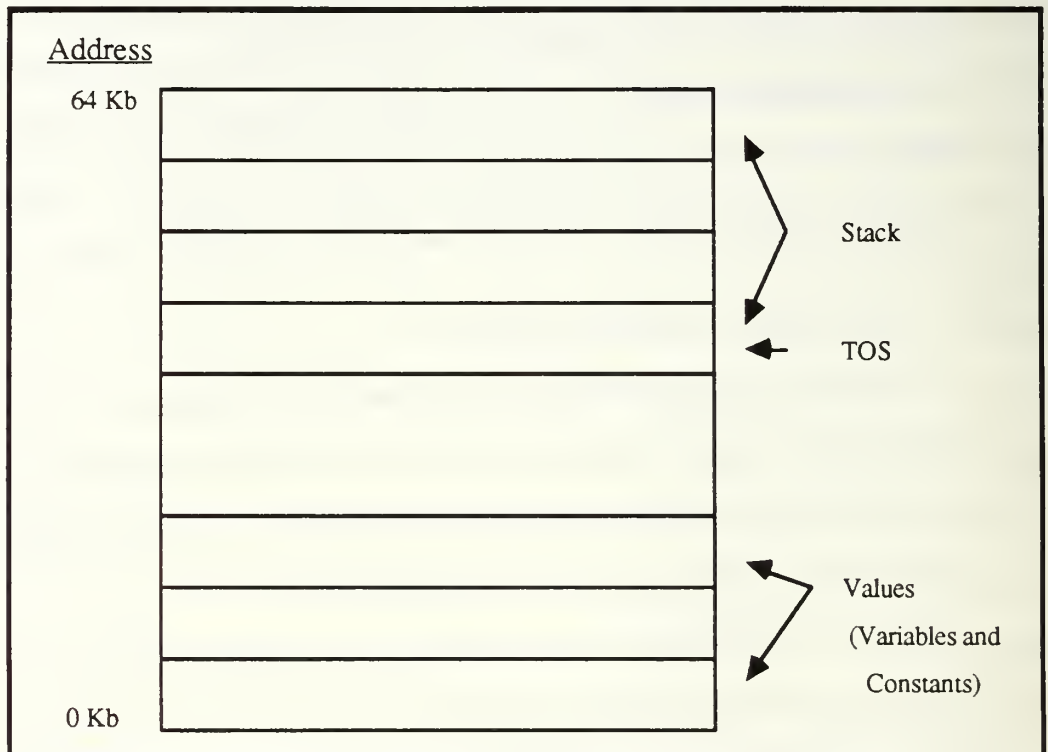 Address
64 Kb
Stack
TOS
Values
(Variables and
Constants)
0 Kb